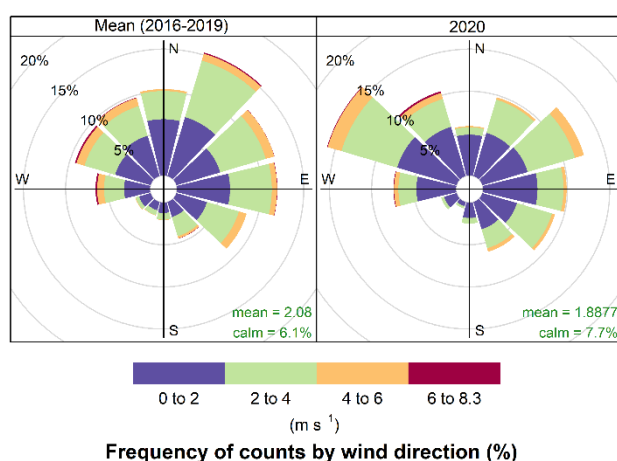 Mean (2016-2019)
2020
N
20%
15%
10%
5%
W
E
S
mean = 2.08
calm = 6.1%
N
20%
15%
10%
5%
W
E
S
mean = 1.8877
calm = 7.7%
0 to 2
2 to 4
4 to 6
6 to 8.3
(m s ¹)
Frequency of counts by wind direction (%)